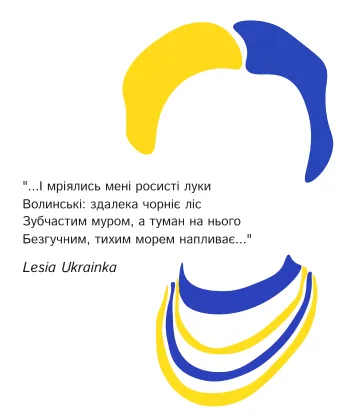 "...І мріялись мені росисті луки
Волинські: здалека чорніє ліс
Зубчастим муром, а туман на нього
Безгучним, тихим морем напливає..."
Lesia Ukrainka